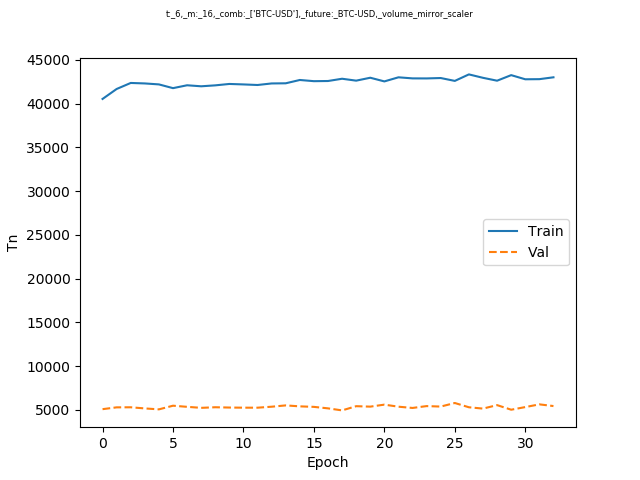 t:_6,_m:_16,_comb:_['BTC-USD'],_future:_BTC-USD,_volume_mirror_scaler
45000
40000
35000
30000
25000
20000
15000
10000
5000
Tn
Train
Val
0 5 10 15 20 25 30
Epoch